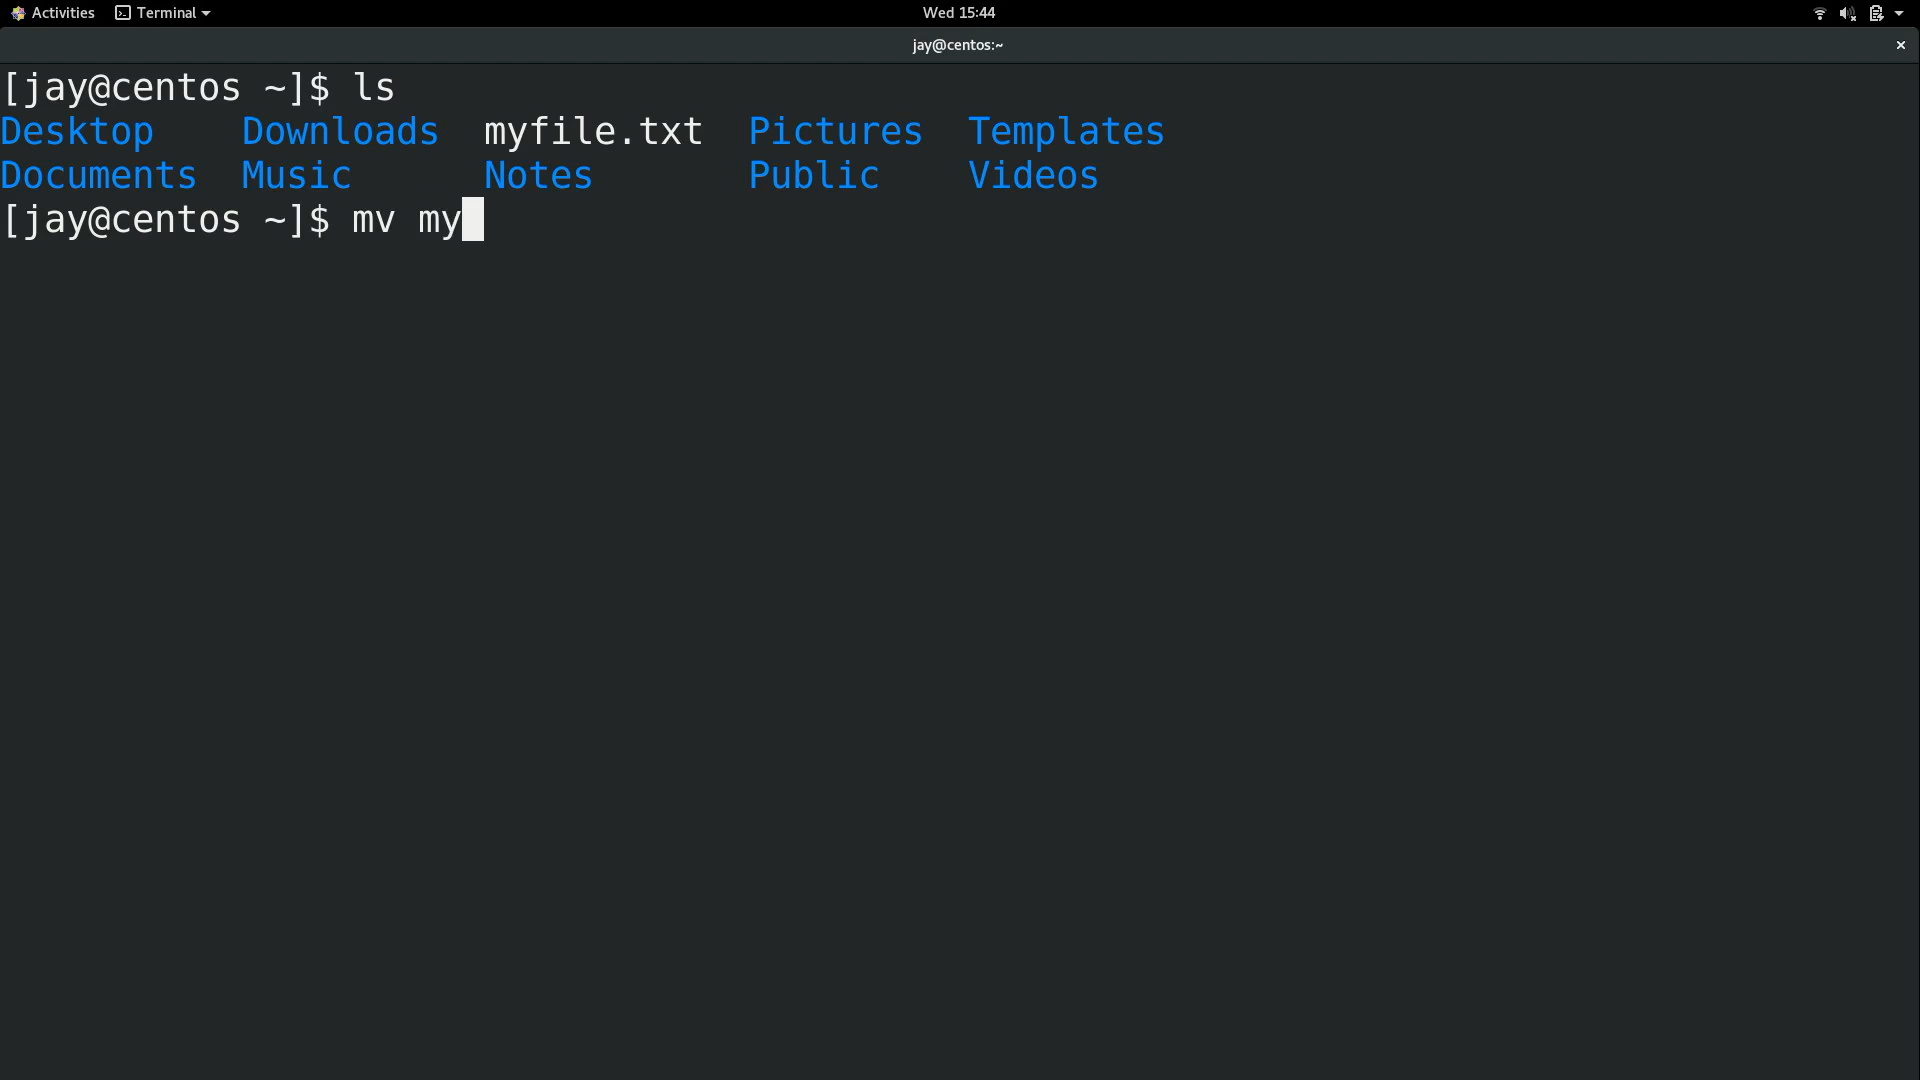 Activities Terminal Wed 15:44
jay@centos:~
[jay@centos ~]$ ls
Desktop Downloads myfile.txt Pictures Templates
Documents Music Notes Public Videos
[jay@centos ~]$ mv my